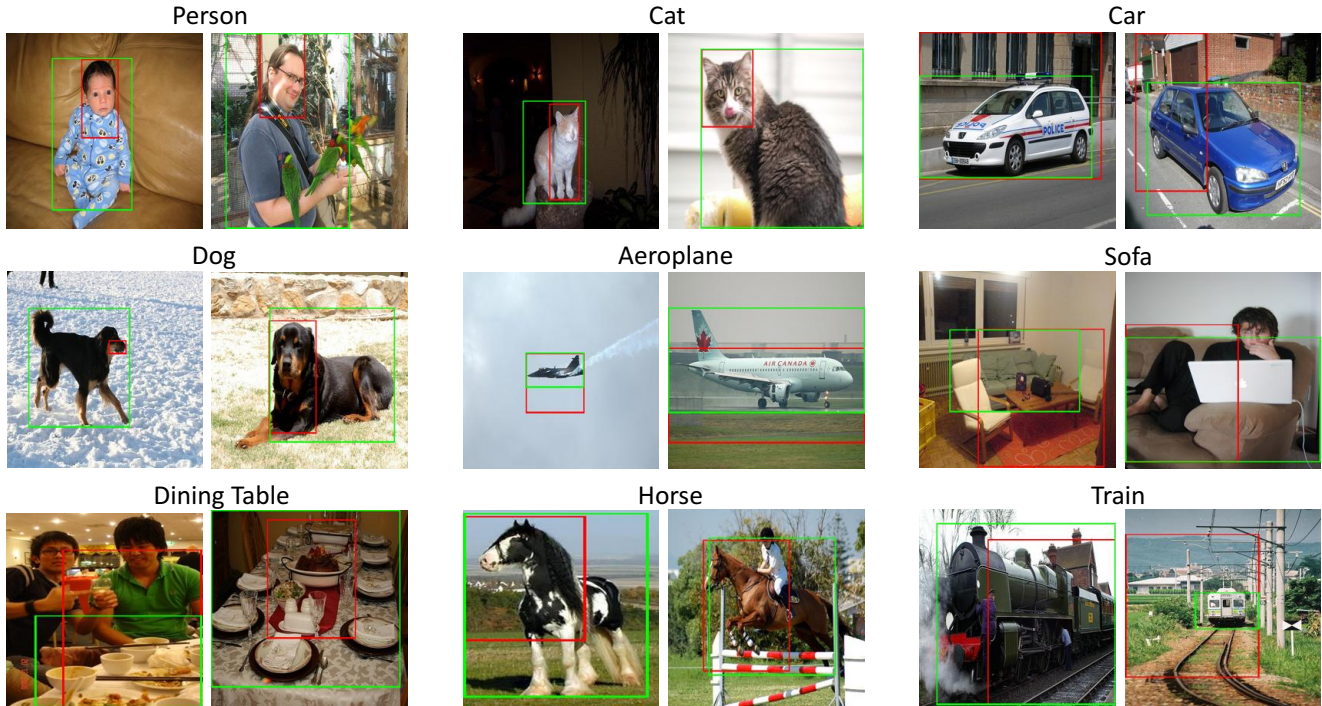 Person
Cat
Car
POLICE
Dog
Aeroplane
Sofa
AIR CANADA
Dining Table
Horse
Train